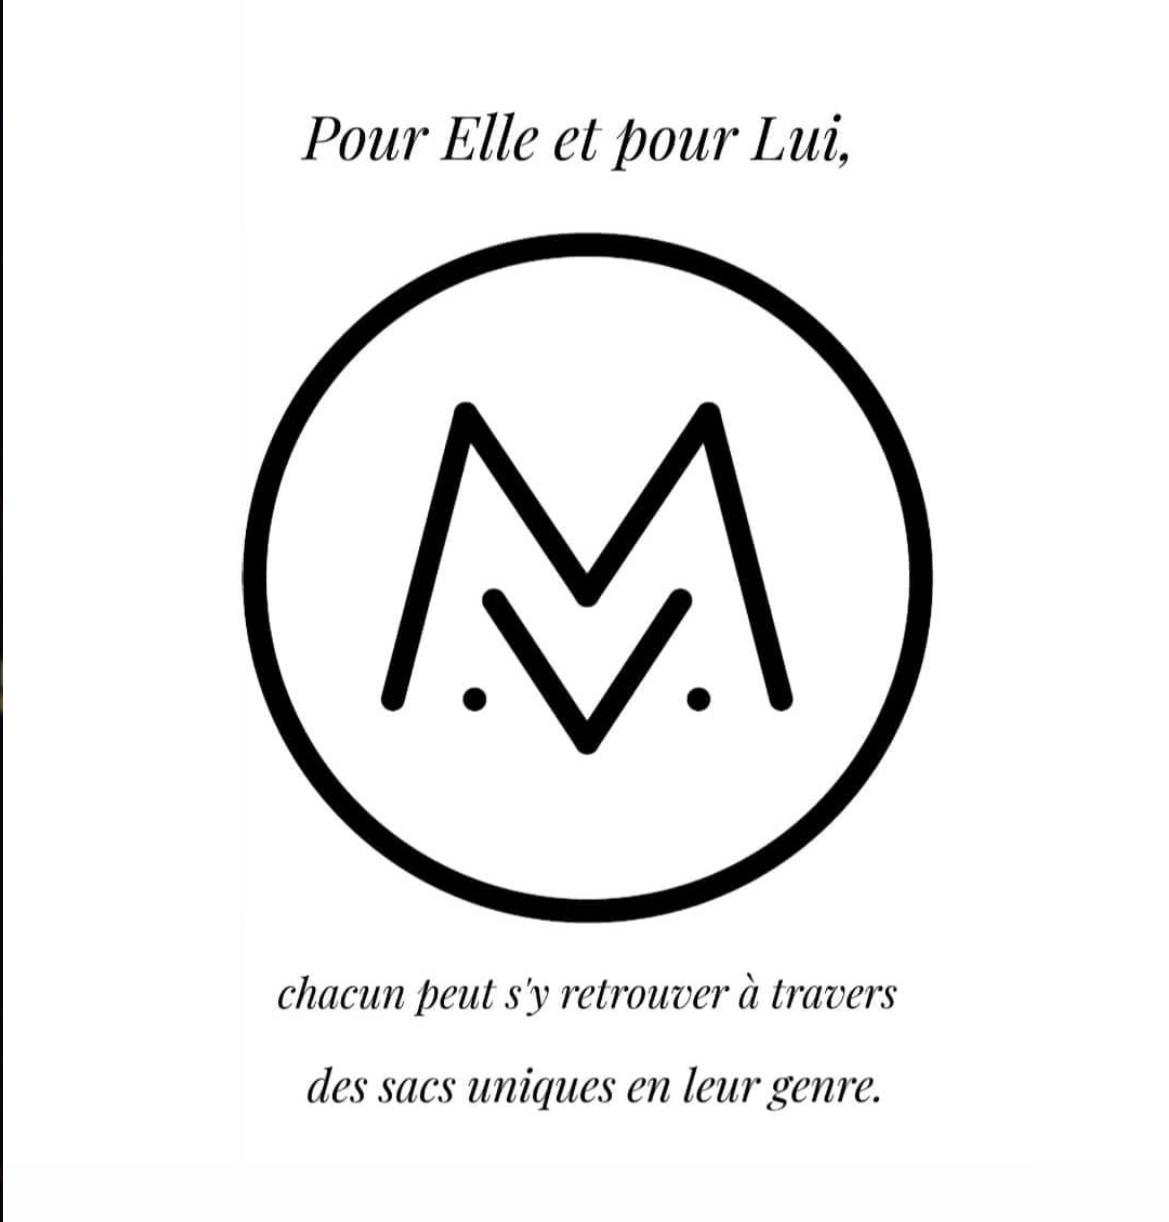 Pour Elle et pour Lui,
M
.V.
chacun peut s'y retrouver à travers
des sacs uniques en leur genre.